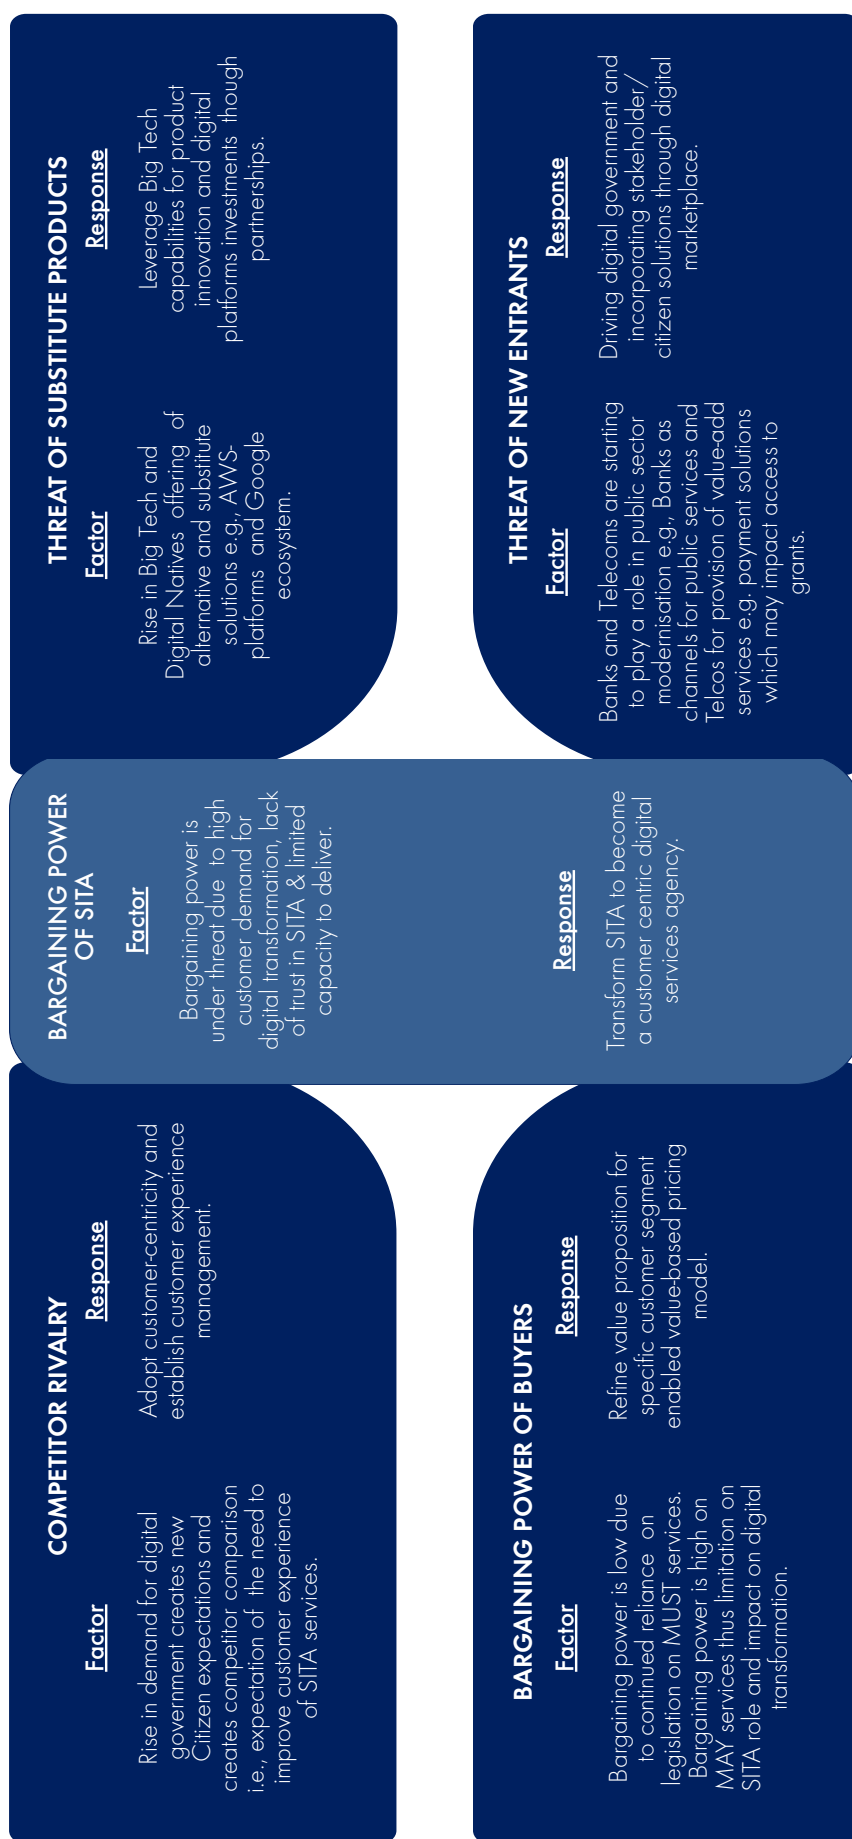 COMPETITOR RIVALRY
Factor
Rise in demand for digital
government creates new
Citizen expectations and
creates competitor comparison
i.e., expectation of the need to
improve customer experience
of SITA services.
Response
Adopt customer-centricity and
establish customer experience
management.
BARGAINING POWER
OF SITA
Factor
Bargaining power is
under threat due to high
customer demand for
digital transformation, lack
of trust in SITA & limited
capacity to deliver.
Response
Transform SITA to become
a customer centric digital
services agency.
THREAT OF SUBSTITUTE PRODUCTS
Factor
Rise in Big Tech and
Digital Natives offering of
alternative and substitute
solutions e.g., AWS-
platforms and Google
ecosystem.
Response
Leverage Big Tech
capabilities for product
innovation and digital
platforms investments though
partnerships.
BARGAINING POWER OF BUYERS
Factor
Bargaining power is low due
to continued reliance on
legislation on MUST services.
Bargaining power is high on
MAY services thus limitation on
SITA role and impact on digital
transformation.
Response
Refine value proposition for
specific customer segment
enabled value-based pricing
model.
THREAT OF NEW ENTRANTS
Factor
Banks and Telecoms are starting
to play a role in public sector
modernisation e.g., Banks as
channels for public services and
Telcos for provision of value-add
services e.g. payment solutions
which may impact access to
grants.
Response
Driving digital government and
incorporating stakeholder/
citizen solutions through digital
marketplace.